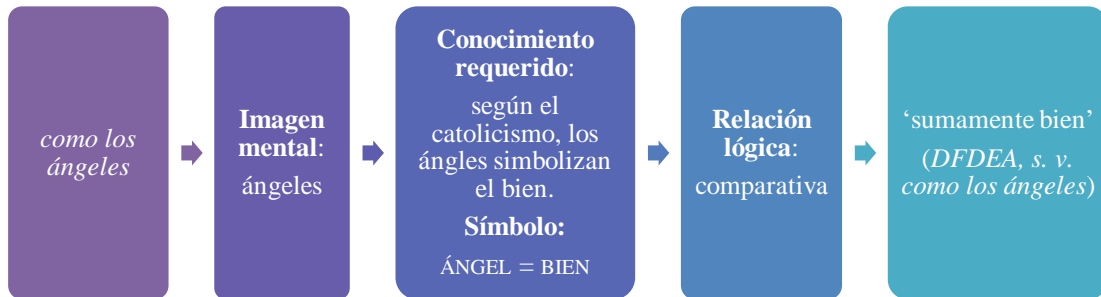 como los
ángeles
Imagen
mental:
ángeles
Conocimiento
requerido:
según el
catolicismo, los
ángles simbolizan
el bien.
Símbolo:
ÁNGEL = BIEN
Relación
lógica:
comparativa
‘sumamente bien’
(DFDEA, s. v.
como los ángeles)